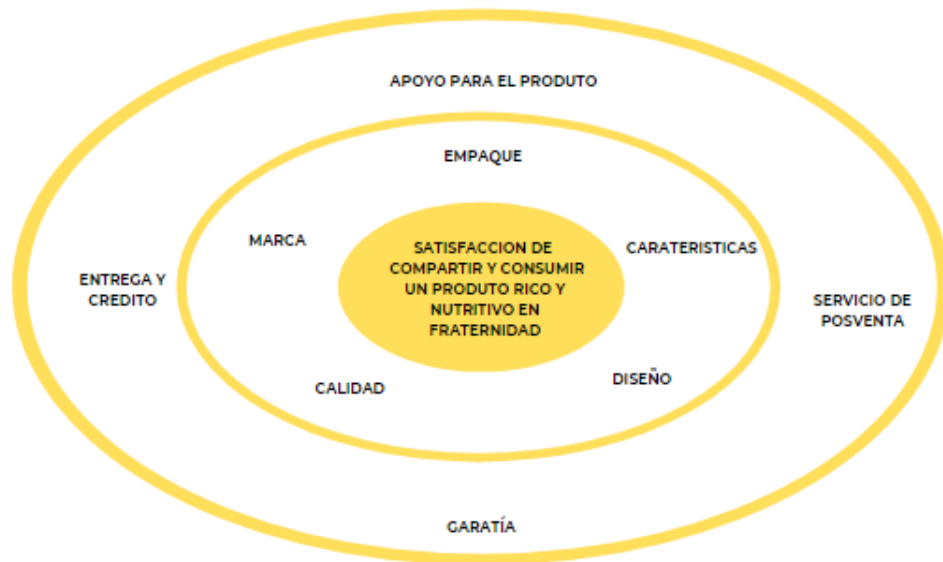 APOYO PARA EL PRODUTO
EMPAQUE
MARCA
CARATERISTICAS
SATISFACCION DE
COMPARTIR Y CONSUMIR
UN PRODUTO RICO Y
NUTRITIVO EN
FRATERNIDAD
ENTREGA Y
CREDITO
SERVICIO DE
POSVENTA
CALIDAD
DISEÑO
GARATÍA